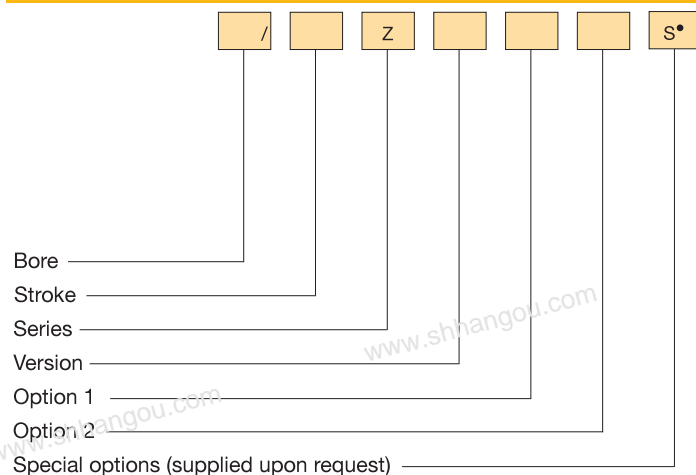 / Z S•
Bore
Stroke
Series
www.shhangou.com
Version
Option 1
www.shhangou.com
Option 2
Special options (supplied upon request)